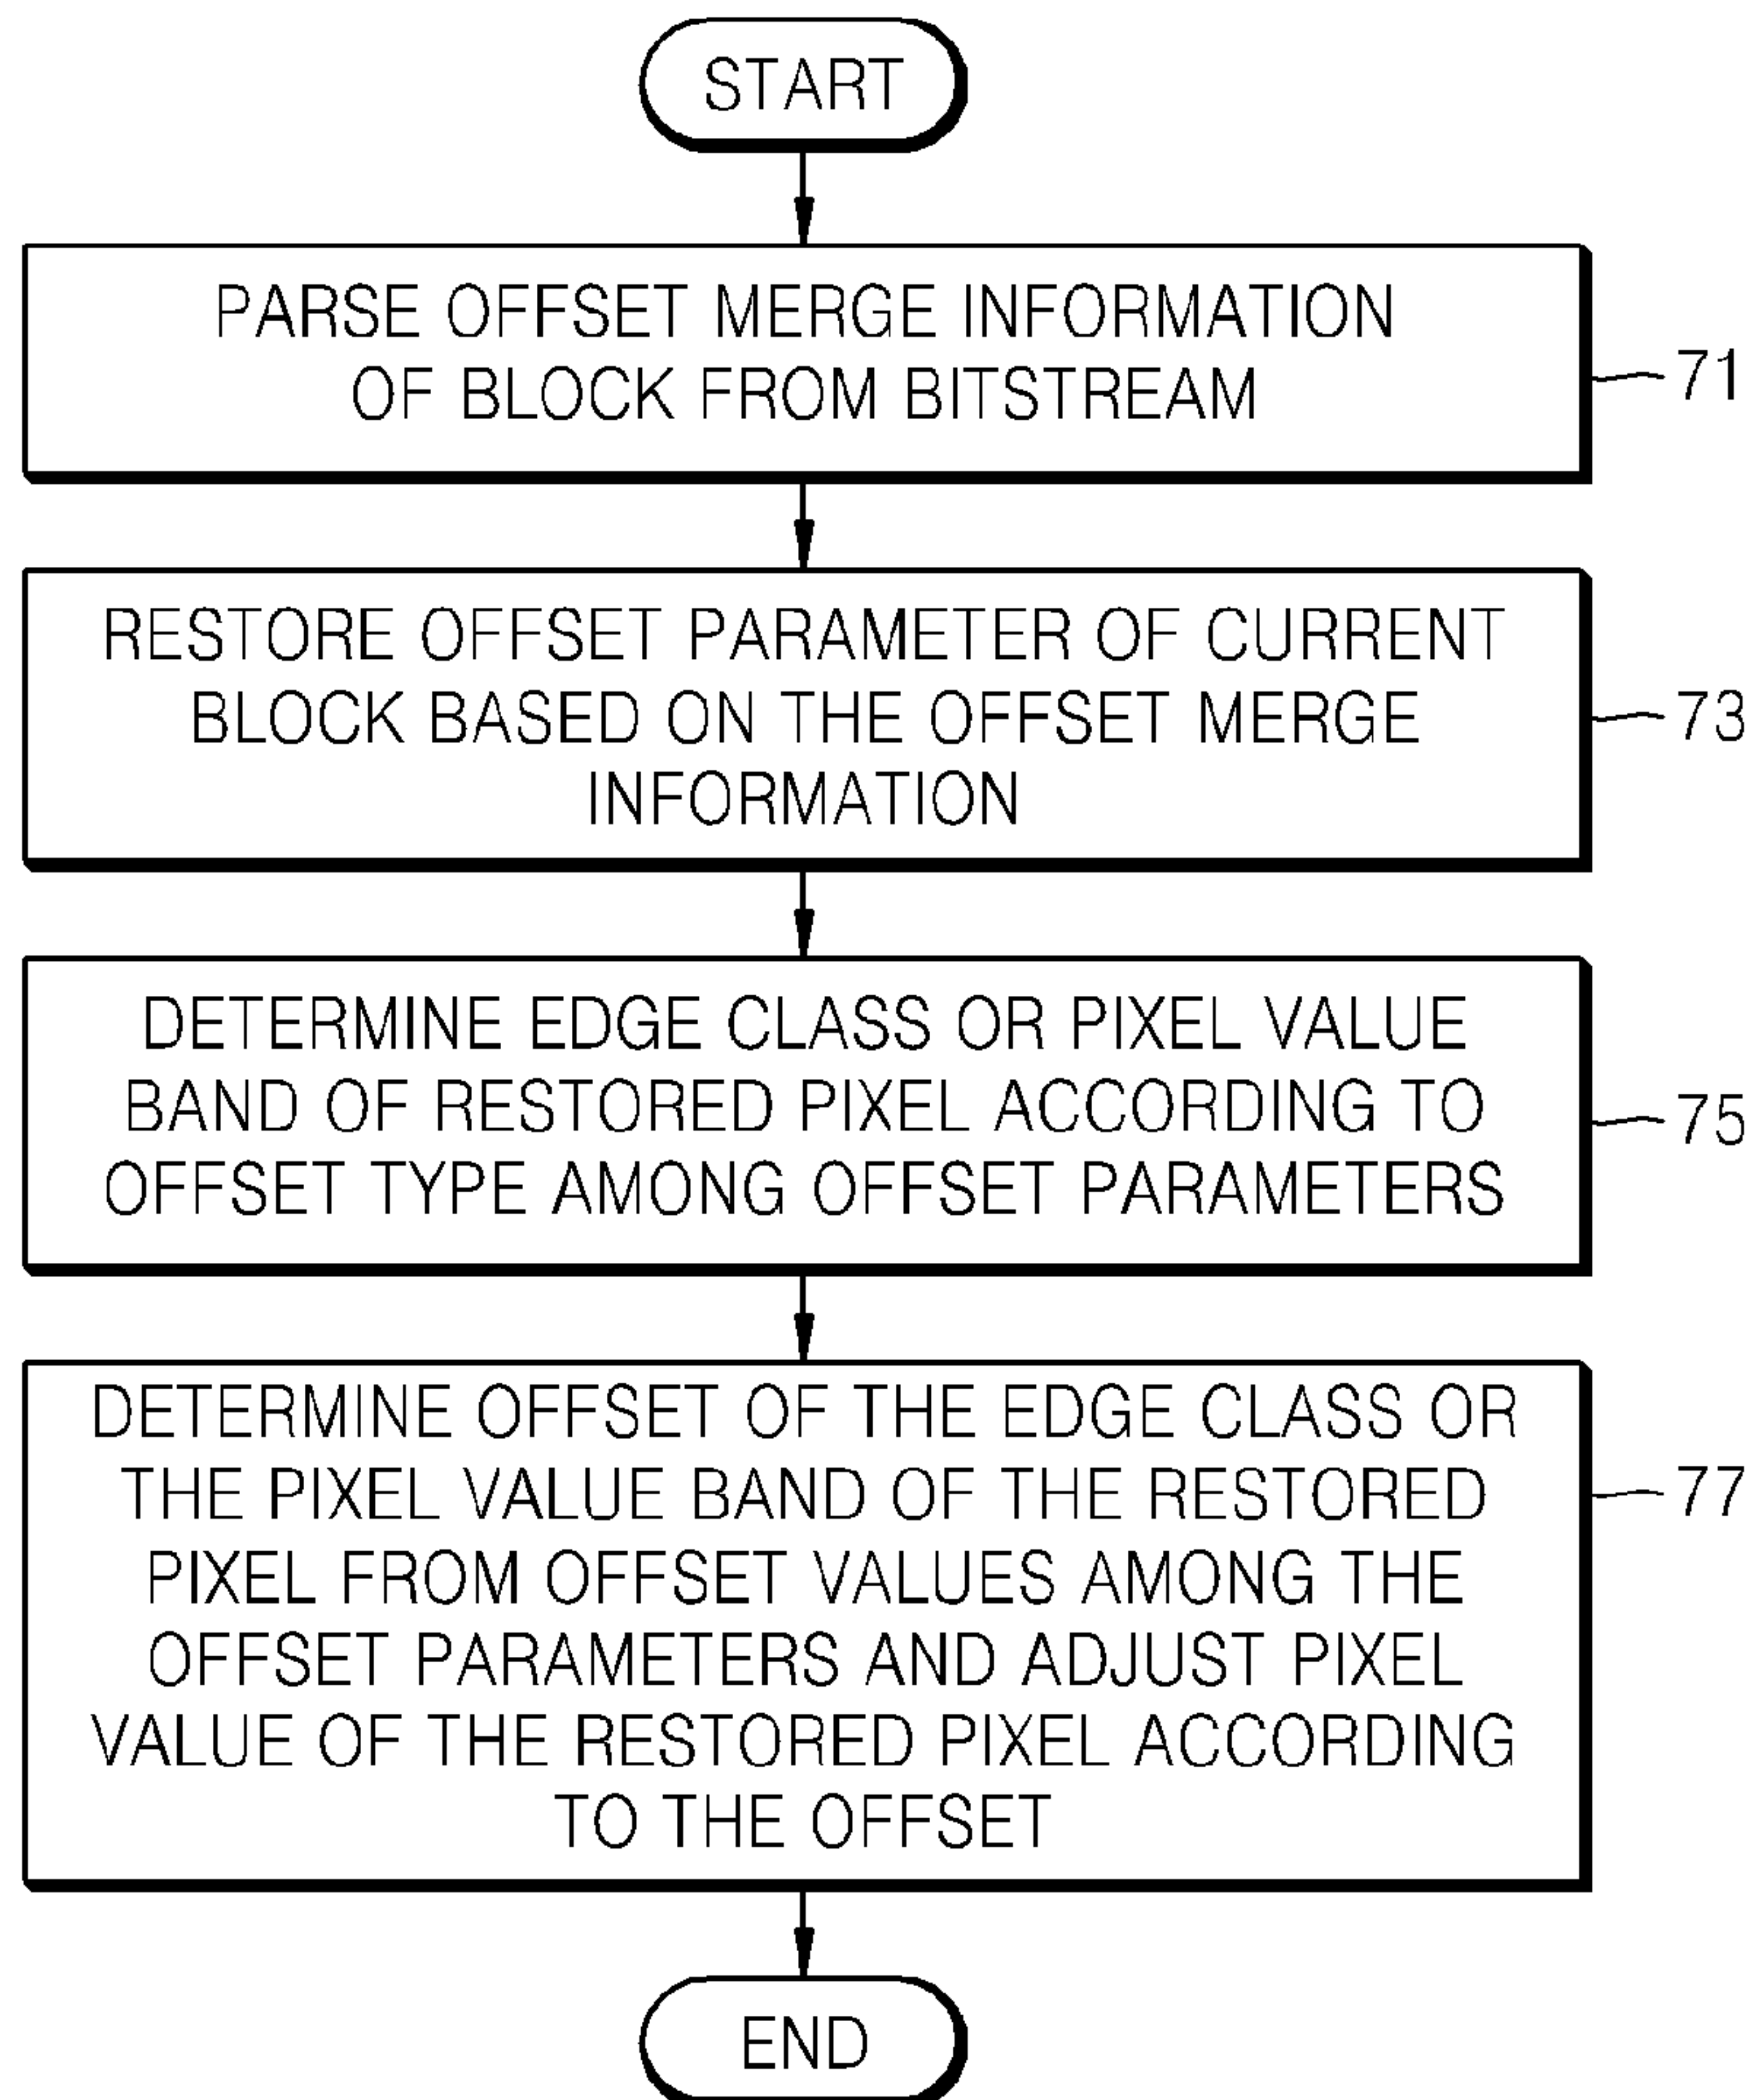 START
PARSE OFFSET MERGE INFORMATION
OF BLOCK FROM BITSTREAM
71
RESTORE OFFSET PARAMETER OF CURRENT
BLOCK BASED ON THE OFFSET MERGE
INFORMATION
73
DETERMINE EDGE CLASS OR PIXEL VALUE
BAND OF RESTORED PIXEL ACCORDING TO
OFFSET TYPE AMONG OFFSET PARAMETERS
75
DETERMINE OFFSET OF THE EDGE CLASS OR
THE PIXEL VALUE BAND OF THE RESTORED
PIXEL FROM OFFSET VALUES AMONG THE
OFFSET PARAMETERS AND ADJUST PIXEL
VALUE OF THE RESTORED PIXEL ACCORDING
TO THE OFFSET
77
END